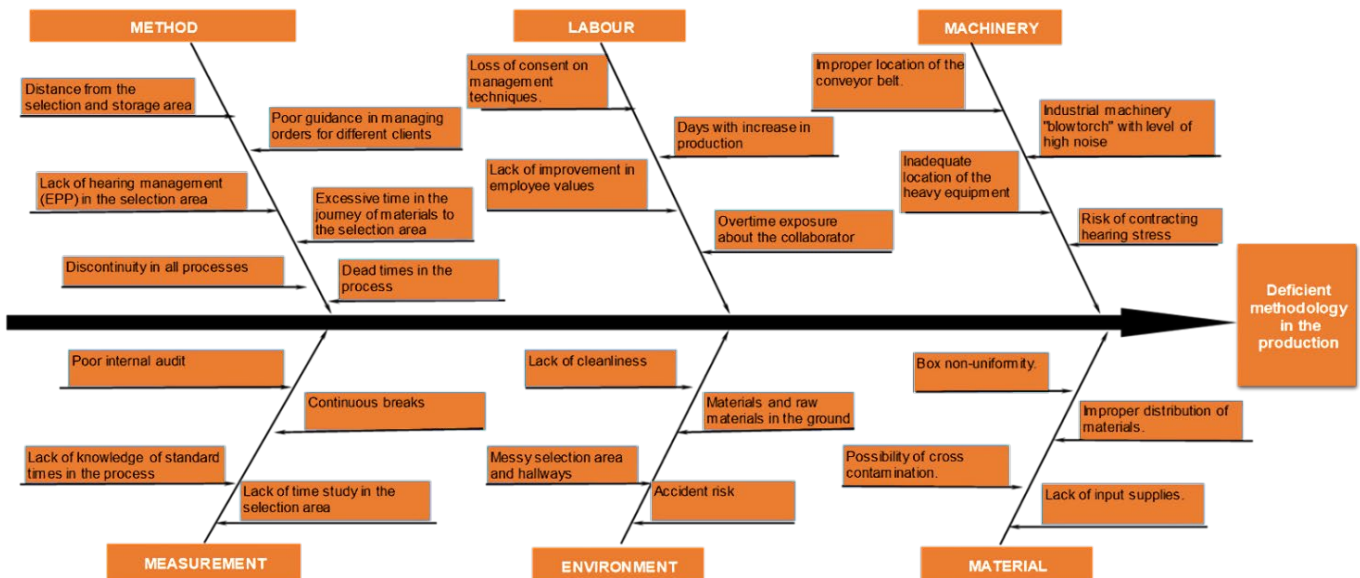 METHOD
LABOUR
MACHINERY
Distance from the
selection and storage area
Poor guidance in managing
orders for different clients
Lack of hearing management
(EPP) in the selection area
Excessive time in the
journey of materials to
the selection area
Discontinuity in all processes
Dead times in the
process
Loss of consent on
management
techniques.
Days with increase in
production
Lack of improvement in
employee values
Overtime exposure
about the collaborator
Improper location of the
conveyor belt.
Industrial machinery
"blowtorch" with level of
high noise
Inadequate
location of the
heavy equipment
Risk of contracting
hearing stress
Deficient
methodology
in the
production
Poor internal audit
Continuous breaks
Lack of knowledge of standard
times in the process
Lack of time study in the
selection area
Lack of cleanliness
Materials and raw
materials in the ground
Messy selection area
and hallways
Accident risk
Box non-uniformity.
Improper distribution of
materials.
Possibility of cross
contamination.
Lack of input supplies.
MEASUREMENT
ENVIRONMENT
MATERIAL